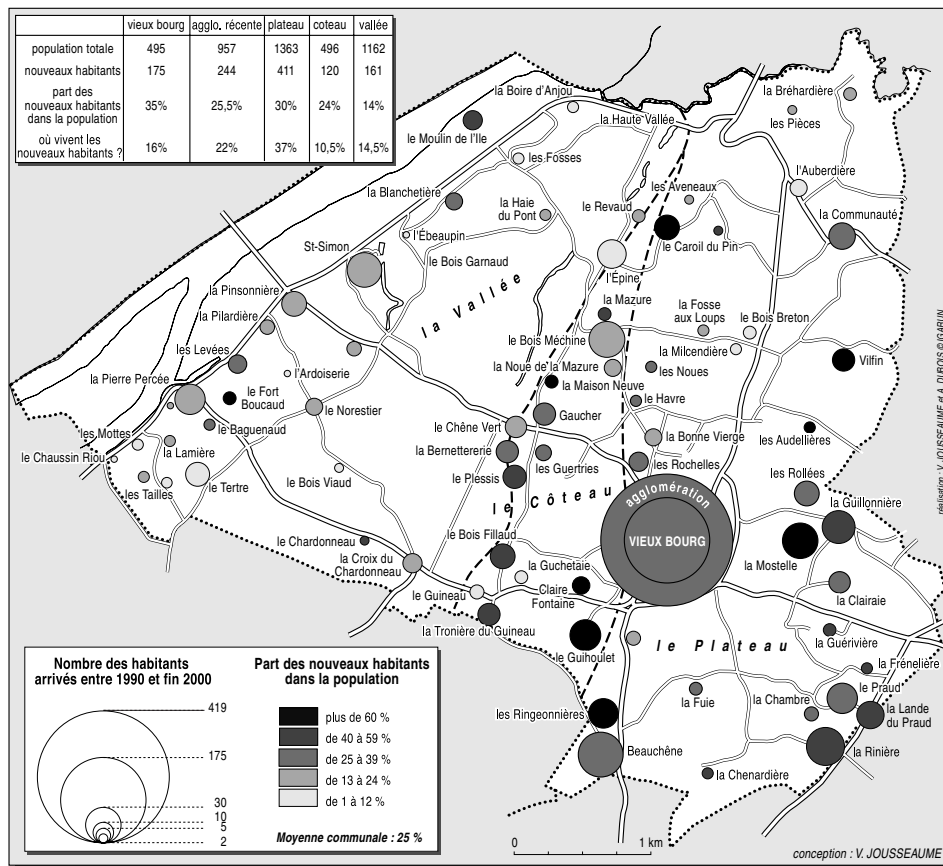 vieux bourg agglo. récente plateau coteau vallée
population totale 495 957 1363 496 1162
nouveaux habitants 175 244 411 120 161
part des
nouveaux habitants
dans la population 35% 25,5% 30% 24% 14%
où vivent les
nouveaux habitants ? 16% 22% 37% 10,5% 14,5%
la Boire d'Anjou
la Bréhardière
les Pièces
la Haute Vallée
le Moulin de l'Ile
les Fosses
l'Auberdière
la Blanchetière
les Aveneaux
la Haie
du Pont
le Revaud
la Communauté
l'Ébeaupin
le Caroil du Pin
St-Simon
le Bois Garnaud
l'Épine
la Pinsonnière
la Vallée
la Mazure
la Fosse
aux Loups
le Bois Breton
la Pilardière
le Bois Méchine
la Milcendière
les Levées
la Noue de la Mazure
les Noues
Vilfin
la Pierre Percée
l'Ardoiserie
la Maison Neuve
le Fort
Boucaud
le Norestier
Gaucher
le Havre
le Baguenaud
le Chêne Vert
la Bonne Vierge
les Audellières
les Mottes
la Bernettererie
le Chaussin Riou
la Lamière
les Guertries
les Rochelles
les Rollées
les Tailles
le Tertre
le Bois Viaud
le Plessis
le Côteau
agglomération
la Guillonnière
VIEUX BOURG
le Bois Fillaud
le Chardonneau
la Mostelle
la Croix du
Chardonneau
la Guchetaie
le Guineau
Claire
Fontaine
la Clairaie
la Tronière du Guineau
la Guérivière
le Guihoulet
le Plateau
la Frénelière
le Praud
la Fuie
la Chambre
la Lande
du Praud
les Ringeonnières
la Rinière
Beauchêne
la Chenardière
Nombre des habitants
arrivés entre 1990 et fin 2000
419
175
30
10
5
2
Part des nouveaux habitants
dans la population
plus de 60 %
de 40 à 59 %
de 25 à 39 %
de 13 à 24 %
de 1 à 12 %
Moyenne communale : 25 %
0 1 km
conception : V. JOUSSEAUME
réalisation : V. JOUSSEAUME et A. DUBOIS © IGARUN